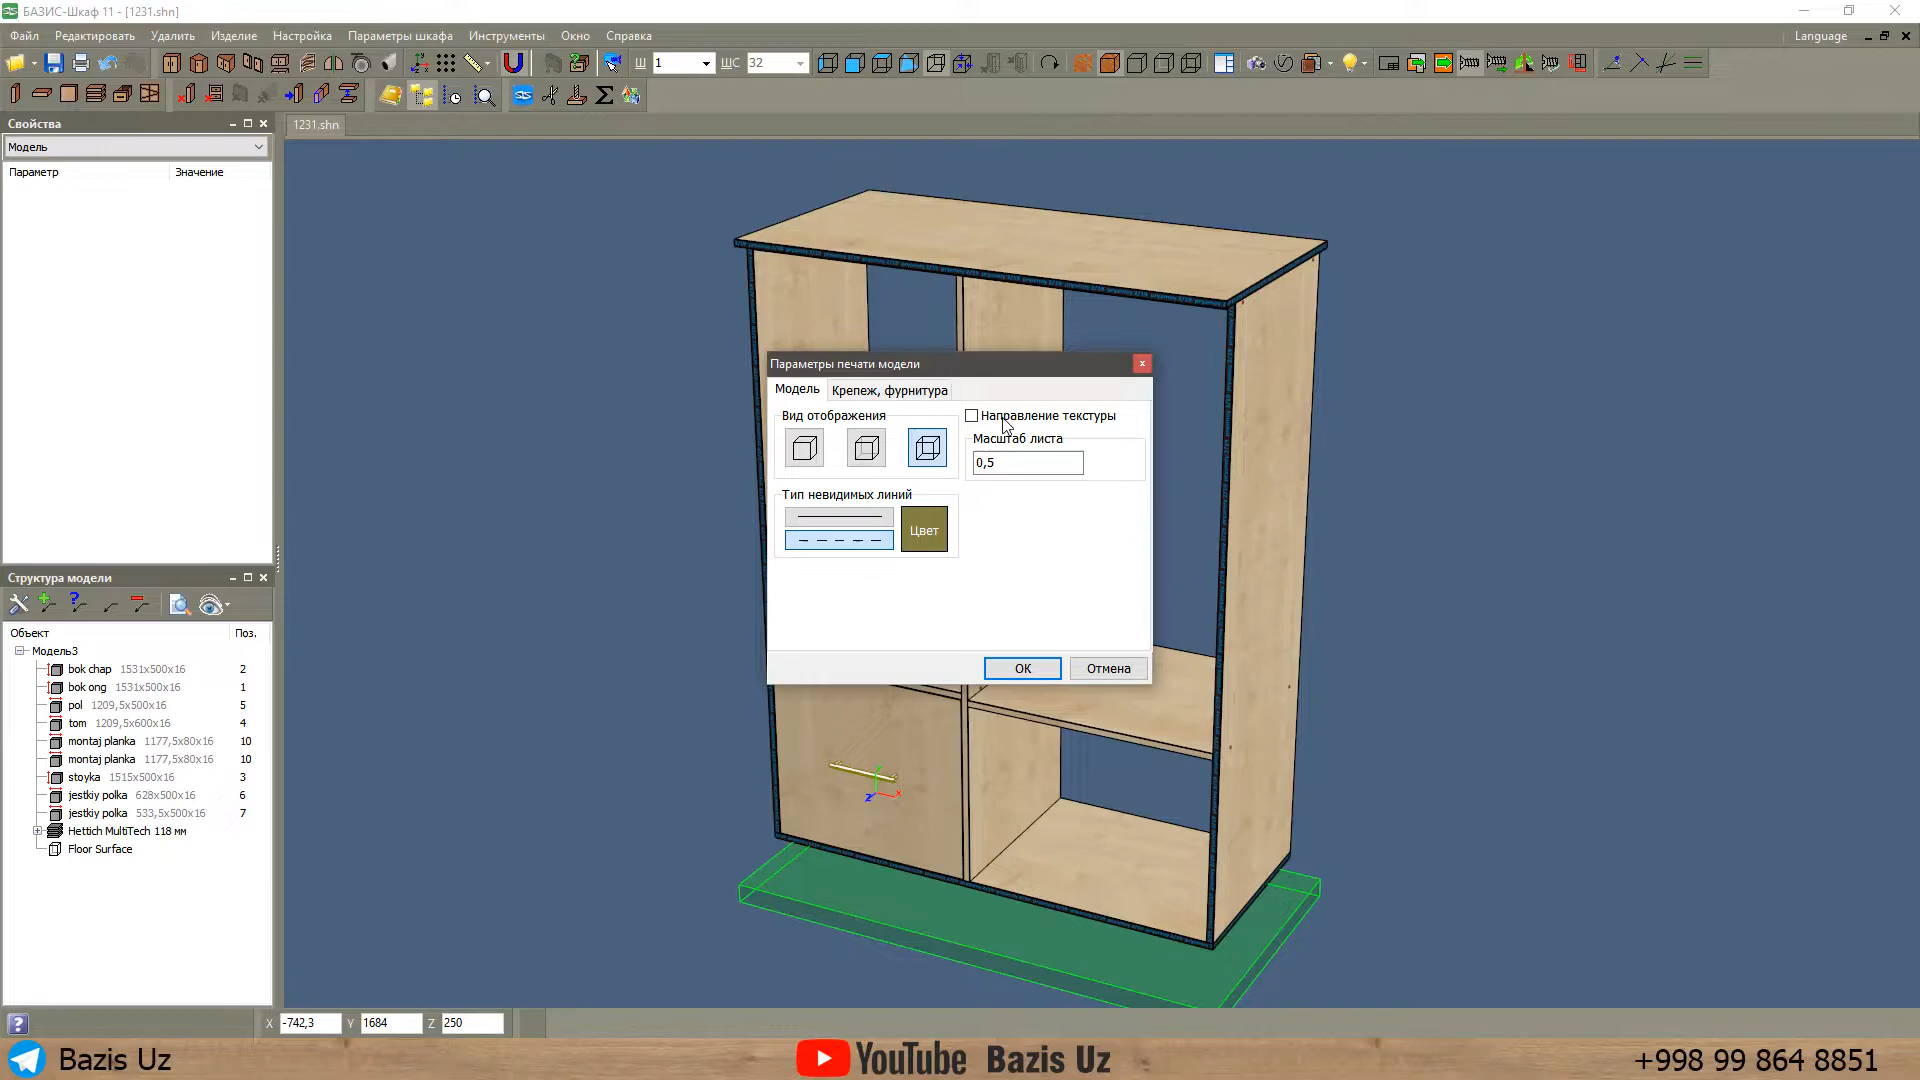 БАЗИС-Шкаф 11 - [1231.shn]
Файл Редактировать Удалить Изделие Настройка Параметры шкафа Инструменты Окно Справка Language
Ш 1 ШС 32
Свойства
1231.shn
Модель
Параметр Значение
Параметры печати модели
Модель Крепеж, фурнитура
Вид отображения
Направление текстуры
Масштаб листа
0,5
Тип невидимых линий
Цвет
ОК Отмена
Структура модели
Объект Поз.
Модель3
bok chap 1531x500x16 2
bok ong 1531x500x16 1
pol 1209,5x500x16 5
tom 1209,5x600x16 4
montaj planka 1177,5x80x16 10
montaj planka 1177,5x80x16 10
stoyka 1515x500x16 3
jestkiy polka 628x500x16 6
jestkiy polka 533,5x500x16 7
Hettich MultiTech 118 мм
Floor Surface
X -742,3 Y 1684 Z 250
Bazis Uz
YouTube Bazis Uz
+998 99 864 8851